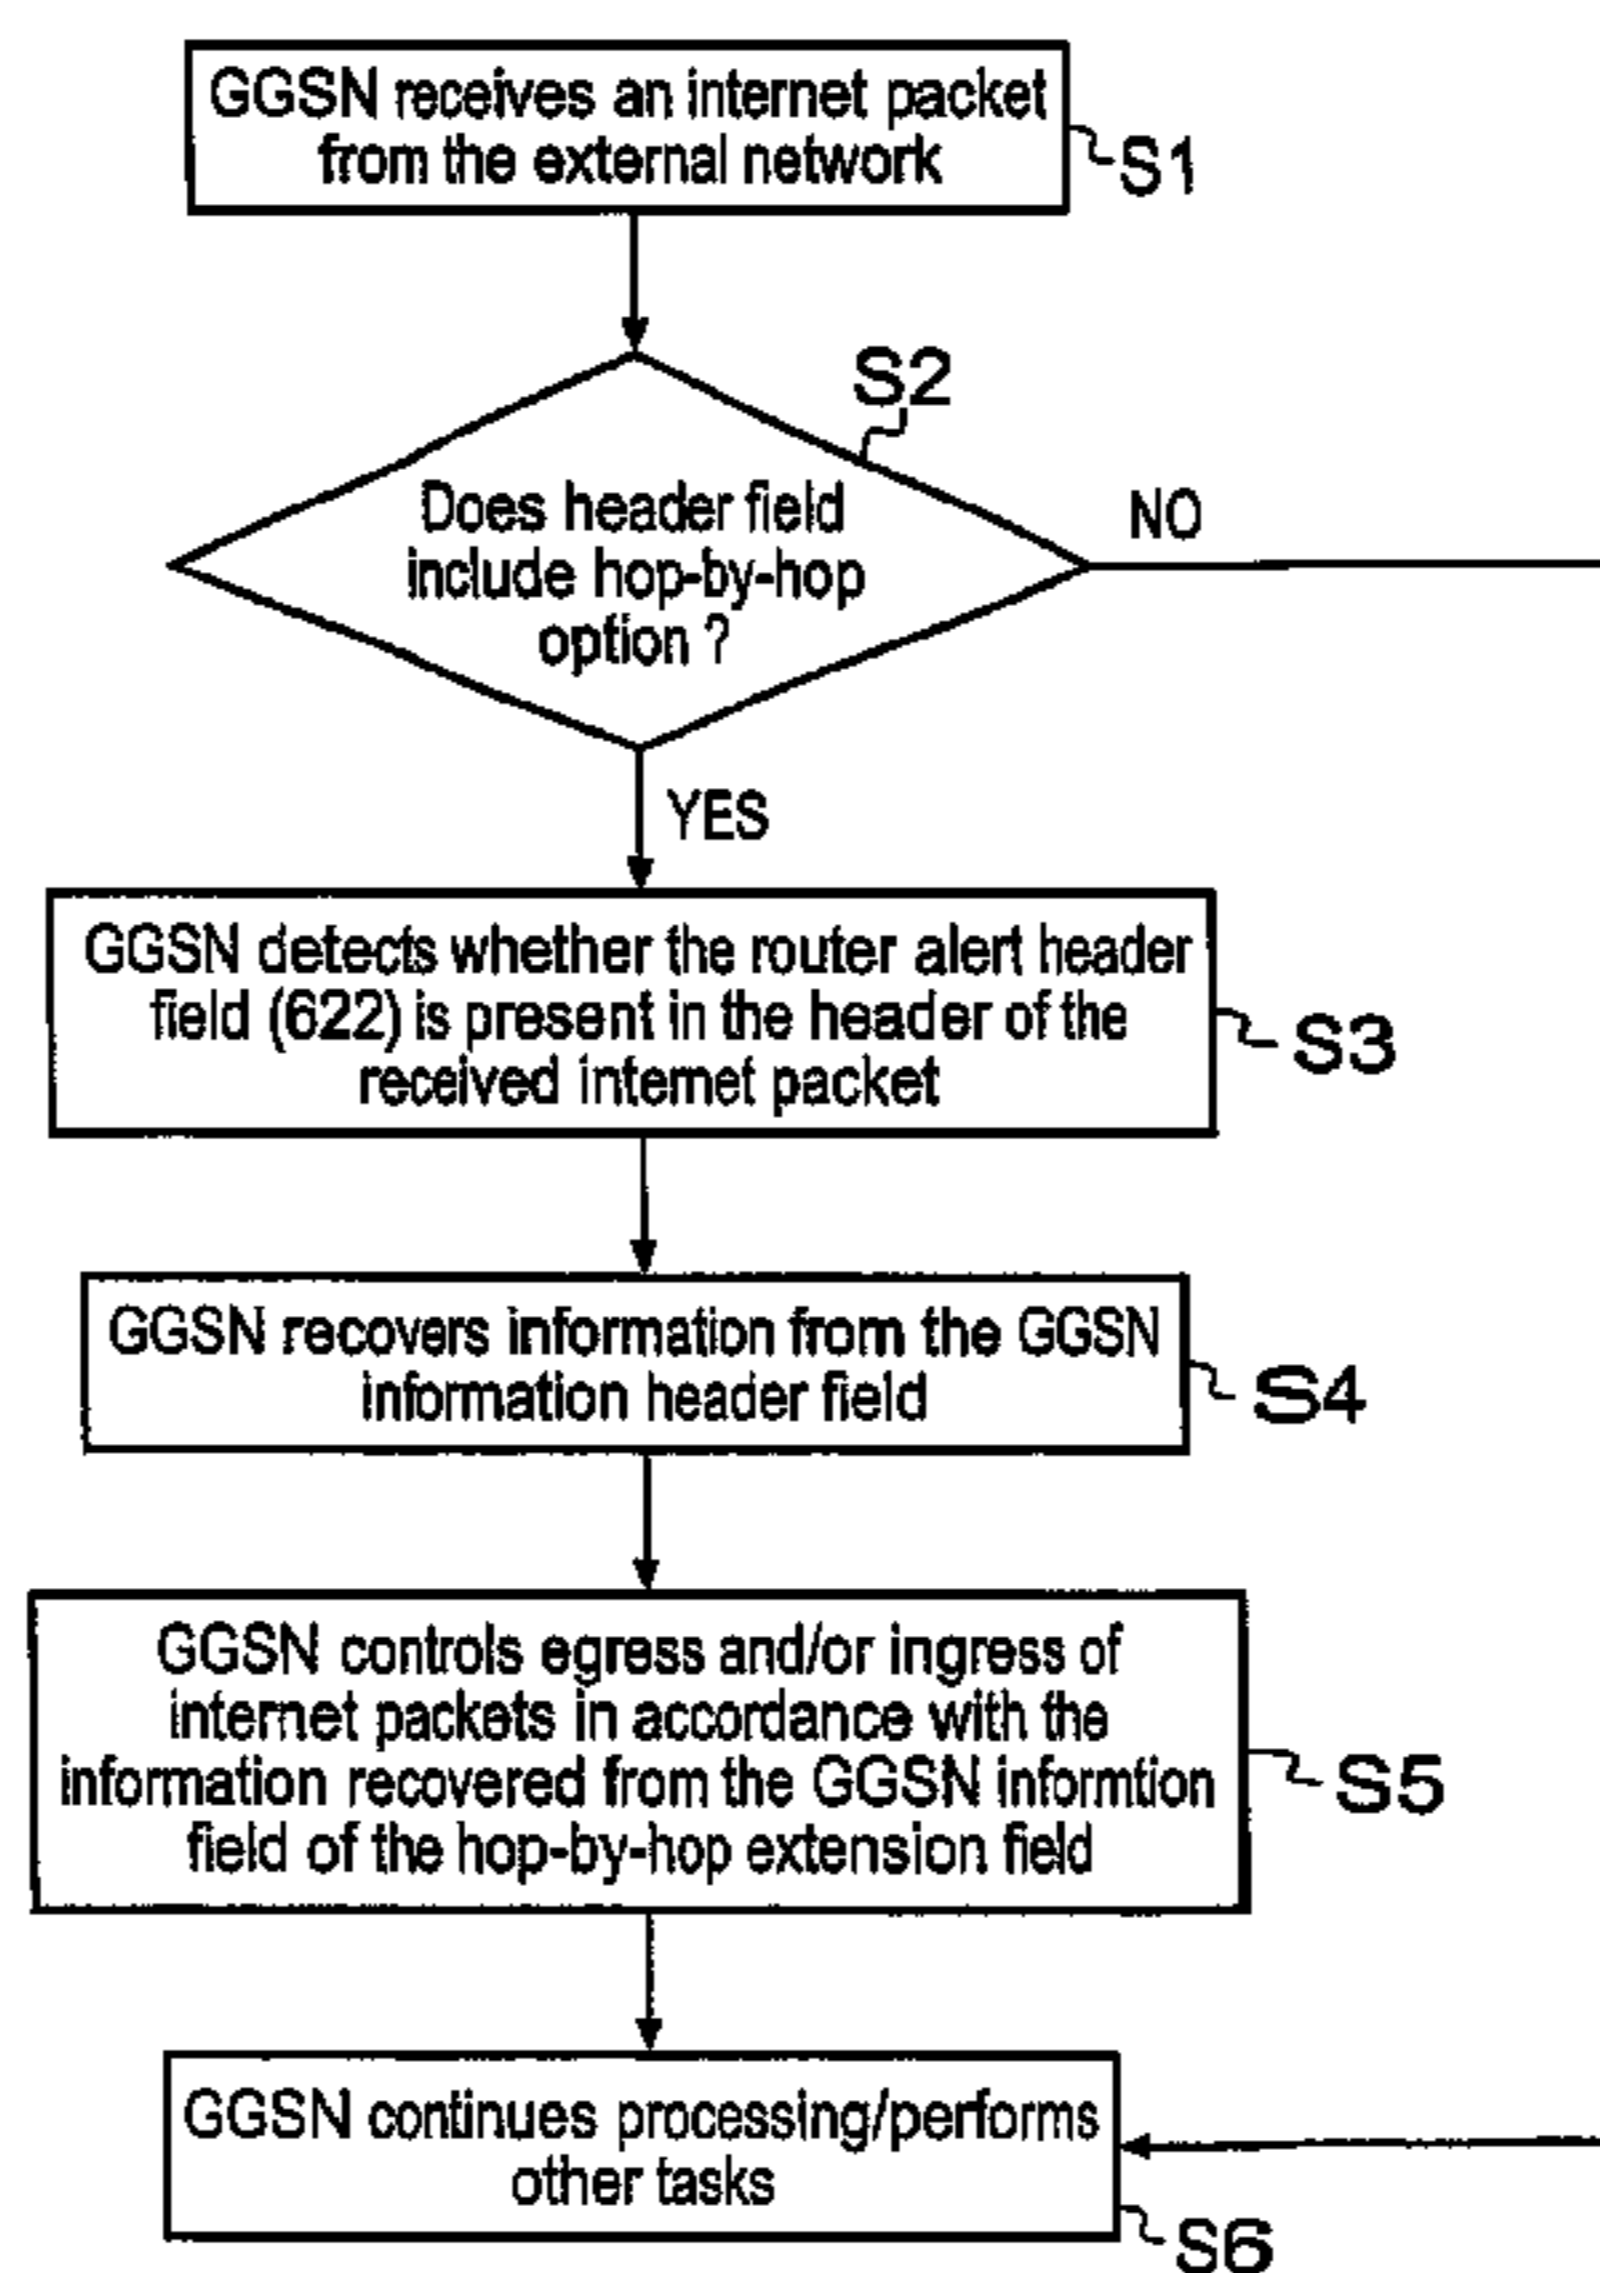 GGSN receives an internet packet
from the external network
S1
S2
Does header field
include hop-by-hop
option ?
NO
YES
GGSN detects whether the router alert header
field (622) is present in the header of the
received internet packet
S3
GGSN recovers information from the GGSN
information header field
S4
GGSN controls egress and/or ingress of
internet packets in accordance with the
information recovered from the GGSN informtion
field of the hop-by-hop extension field
S5
GGSN continues processing/performs
other tasks
S6